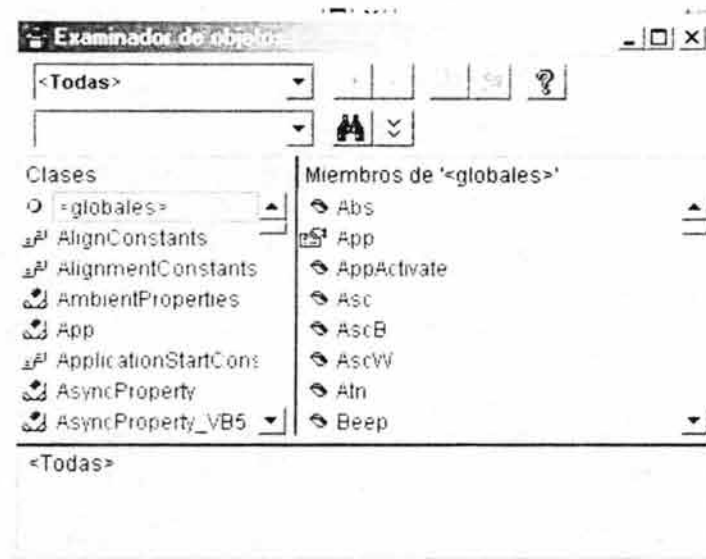 Examinador de objetos
<Todas>
Clases
<globales>
AlignConstants
AlignmentConstants
AmbientProperties
App
ApplicationStartCons
AsyncProperty
AsyncProperty_VB5
Miembros de '<globales>'
Abs
App
AppActivate
Asc
AscB
AscW
Atn
Beep
<Todas>